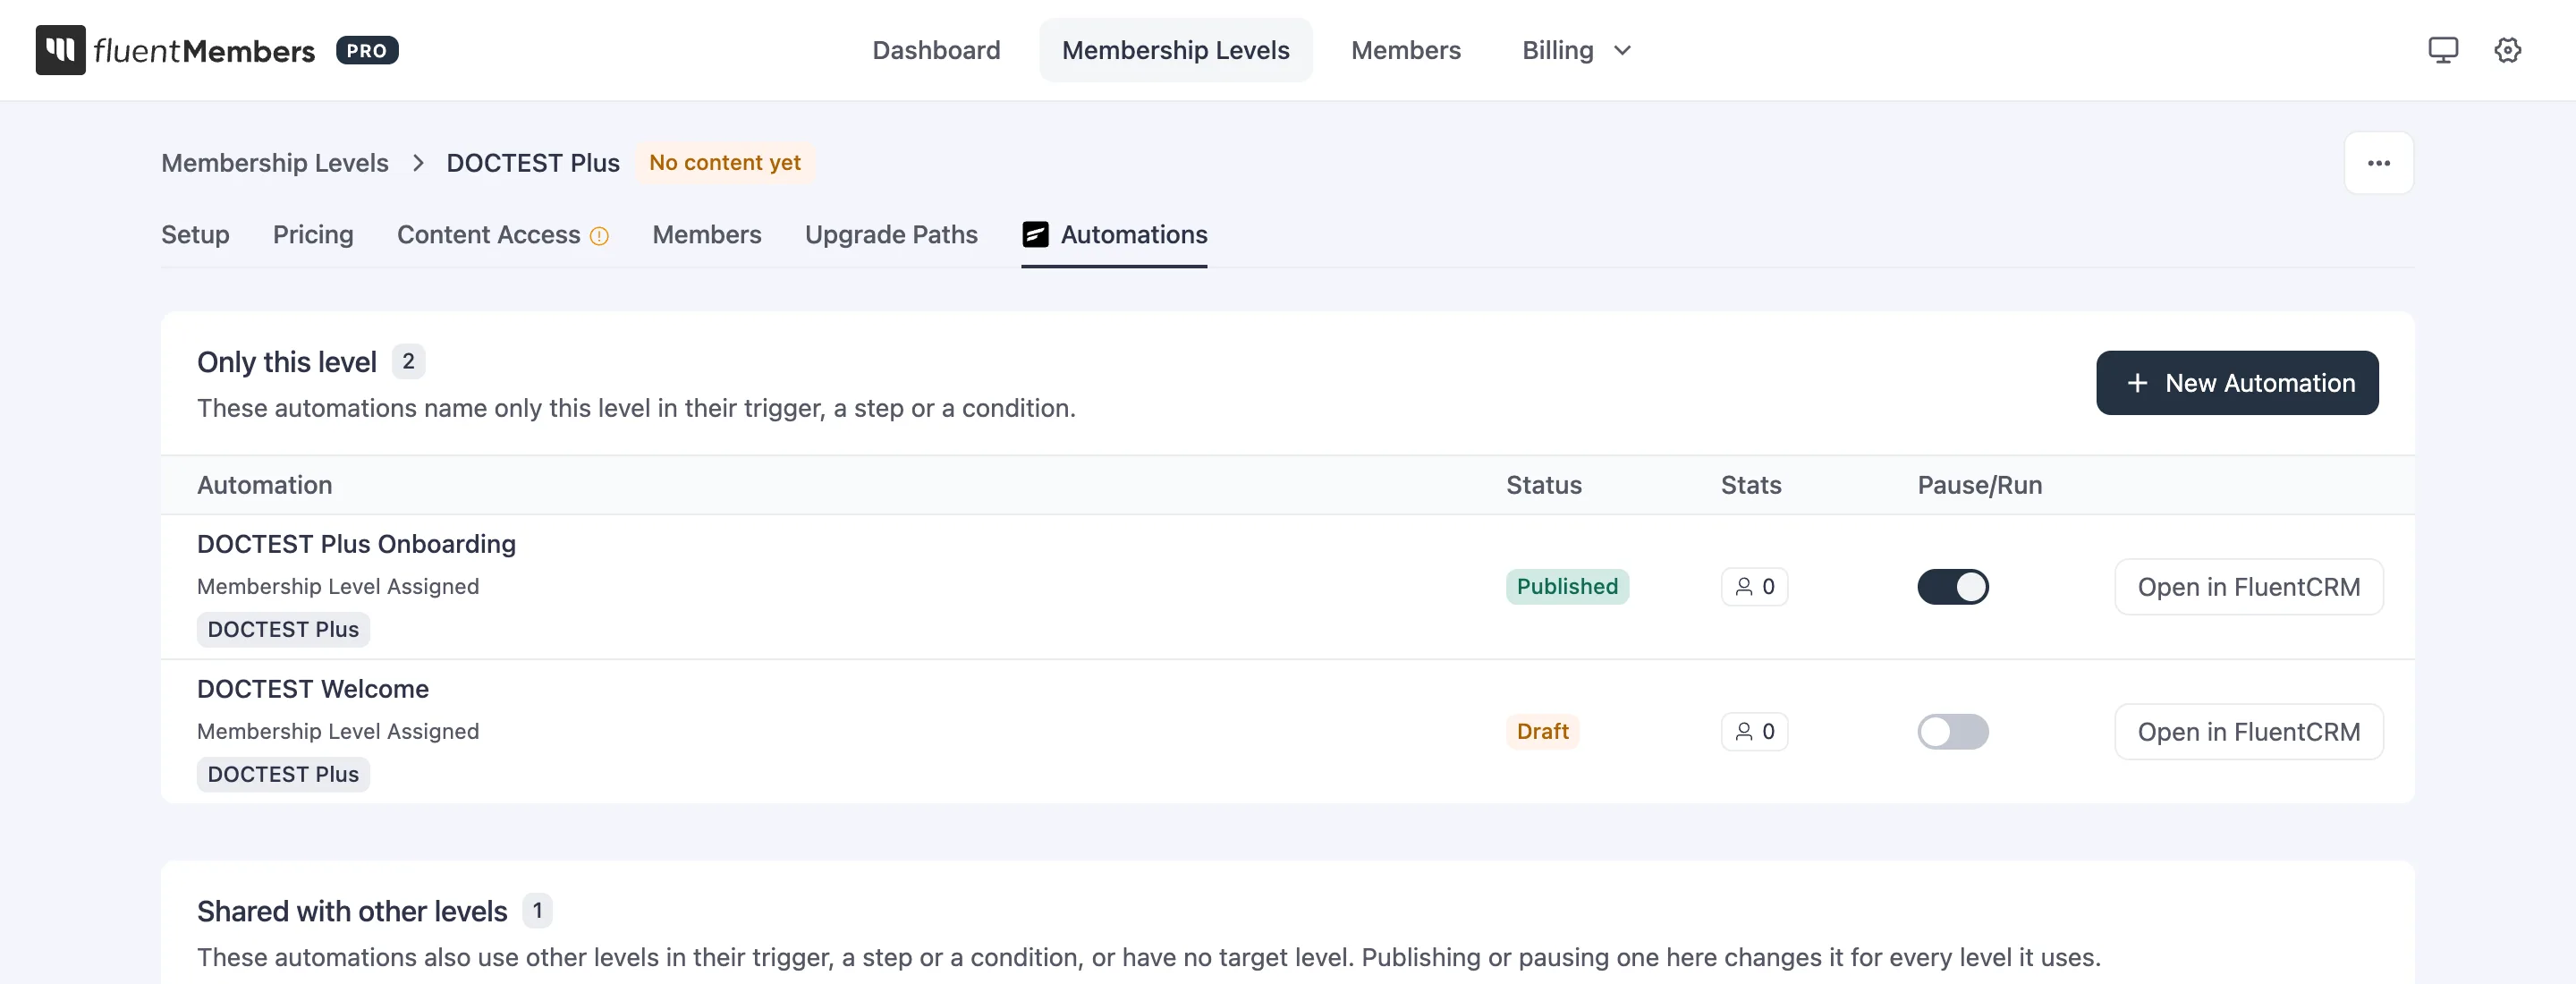 fluentMembers PRO
Dashboard Membership Levels Members Billing
Membership Levels > DOCTEST Plus No content yet
Setup Pricing Content Access Members Upgrade Paths Automations
Only this level 2
These automations name only this level in their trigger, a step or a condition.
+ New Automation
Automation Status Stats Pause/Run
DOCTEST Plus Onboarding
Membership Level Assigned
DOCTEST Plus
Published 0 Open in FluentCRM
DOCTEST Welcome
Membership Level Assigned
DOCTEST Plus
Draft 0 Open in FluentCRM
Shared with other levels 1
These automations also use other levels in their trigger, a step or a condition, or have no target level. Publishing or pausing one here changes it for every level it uses.